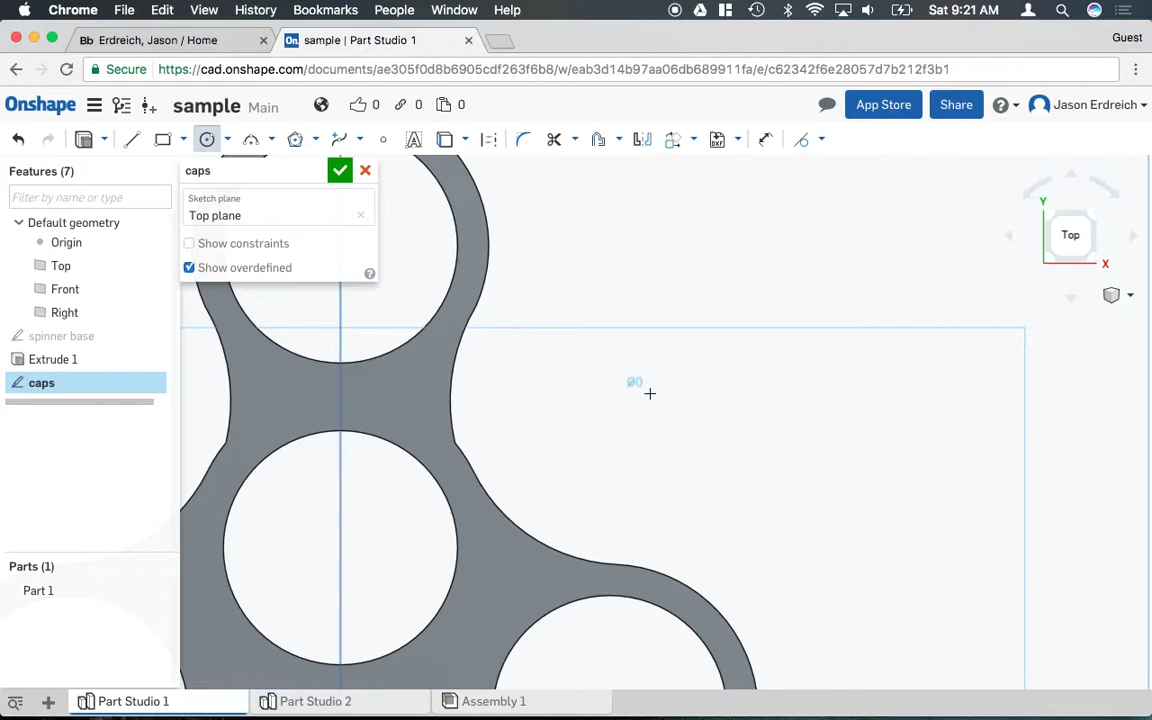 Chrome File Edit View History Bookmarks People Window Help Sat 9:21 AM
Bb Erdreich, Jason / Home × On. sample | Part Studio 1 × Guest
Secure https://cad.onshape.com/documents/ae305f0d8b6905cdf263f6b8/w/eab3d14b97aa06db689911fa/e/c62342f6e28057d7b212f3b1
Onshape sample Main 0 0 0 App Store Share Jason Erdreich
Features (7)
Filter by name or type
Default geometry
Origin
Top
Front
Right
spinner base
Extrude 1
caps
caps
Sketch plane
Top plane
Show constraints
Show overdefined
Ø0
Y
Top
X
Parts (1)
Part 1
Part Studio 1 Part Studio 2 Assembly 1